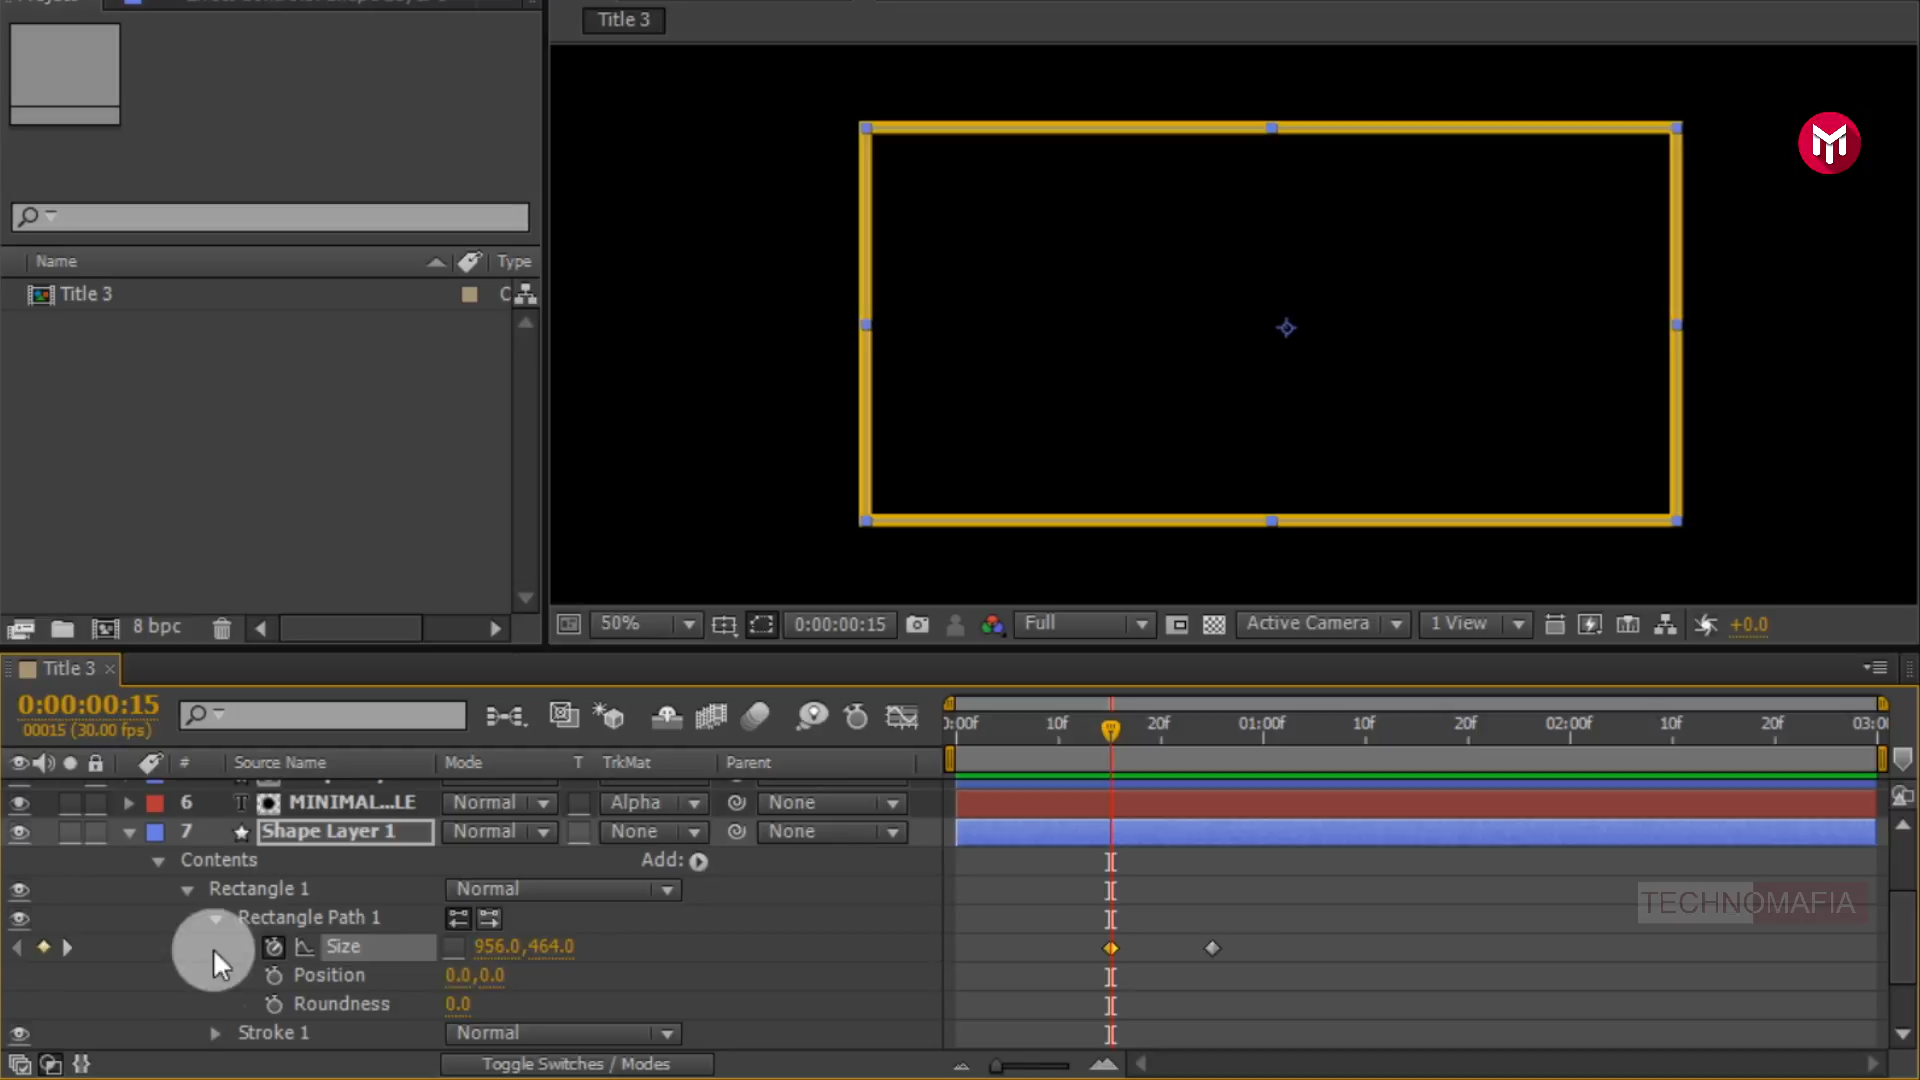 Title 3
Name
Type
Title 3
C
8 bpc
50%
0:00:00:15
Full
Active Camera
1 View
+0.0
Title 3 ×
0:00:00:15
00015 (30.00 fps)
):00f 10f 20f 01:00f 10f 20f 02:00f 10f 20f 03:0
# Source Name Mode T TrkMat Parent
6 T MINIMAL...LE Normal Alpha None
7 Shape Layer 1 Normal None None
Contents Add:
Rectangle 1 Normal
Rectangle Path 1
TECHNOMAFIA
Size 956.0,464.0
Position 0.0,0.0
Roundness 0.0
Stroke 1 Normal
Toggle Switches / Modes